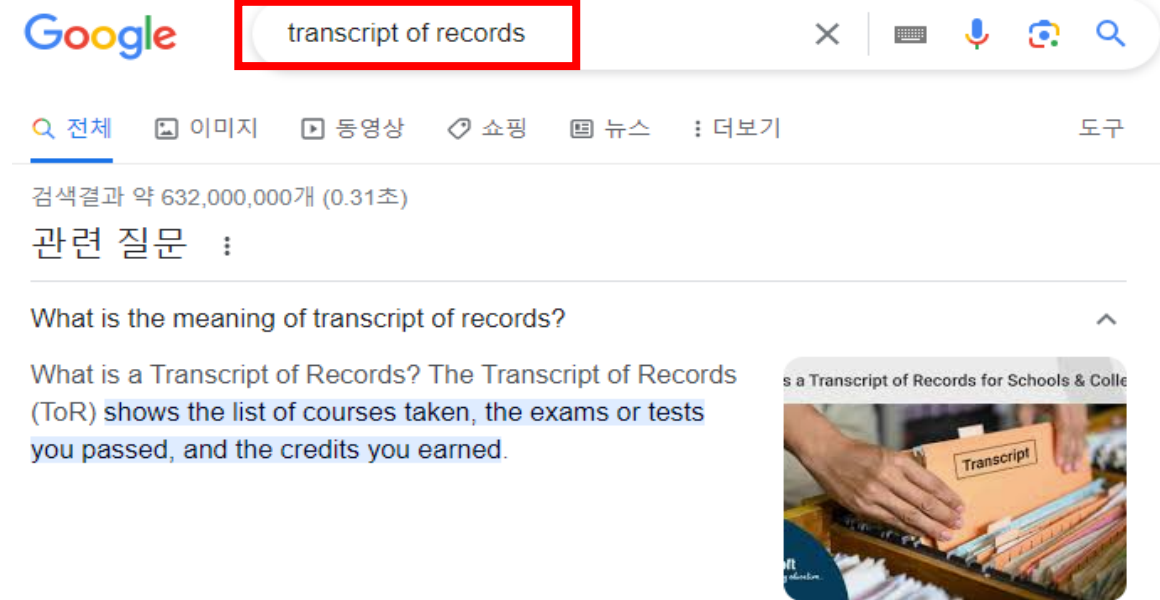 Google
transcript of records
전체 이미지 동영상 쇼핑 뉴스 더보기 도구
검색결과 약 632,000,000개 (0.31초)
관련 질문
What is the meaning of transcript of records?
What is a Transcript of Records? The Transcript of Records
(ToR) shows the list of courses taken, the exams or tests
you passed, and the credits you earned.
s a Transcript of Records for Schools & Colle
Transcript